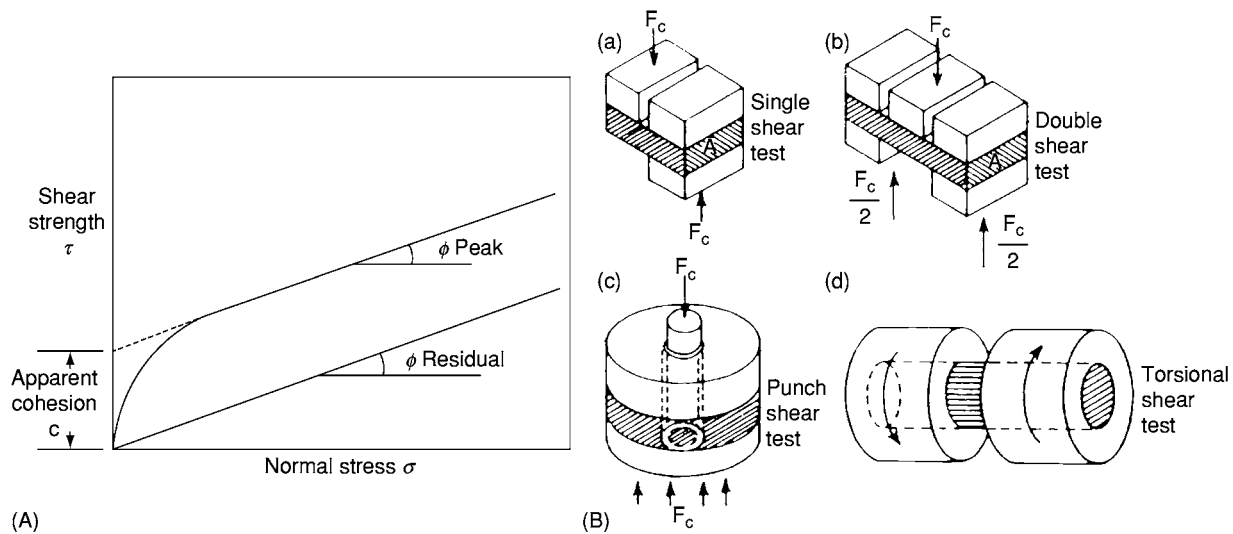 Shear
strength
τ
ϕ Peak
ϕ Residual
Apparent
cohesion
c
Normal stress σ
(A)
(a)
F_c
Single
shear
test
A
F_c
(b)
F_c
Double
shear
test
A
F_c
2
F_c
2
(c)
F_c
Punch
shear
test
F_c
(B)
(d)
Torsional
shear
test